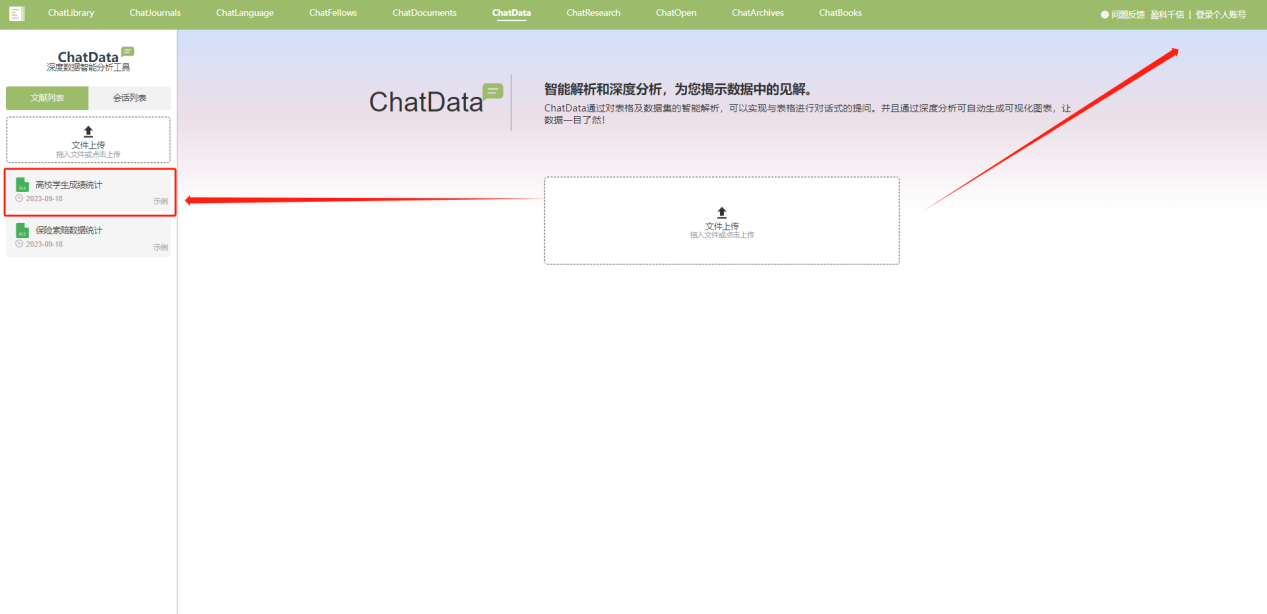 ChatLibrary ChatJournals ChatLanguage ChatFellows ChatDocuments ChatData ChatResearch ChatOpen ChatArchives ChatBooks 问题反馈 盈科千信 | 登录个人账号
ChatData
深度数据智能分析工具
文献列表 会话列表
文件上传
拖入文件或点击上传
高校学生成绩统计
2023-09-18 示例
保险索赔数据统计
2023-09-18 示例
ChatData
智能解析和深度分析，为您揭示数据中的见解。
ChatData通过对表格及数据集的智能解析，可以实现与表格进行对话式的提问。并且通过深度分析可自动生成可视化图表，让
数据一目了然！
文件上传
拖入文件或点击上传